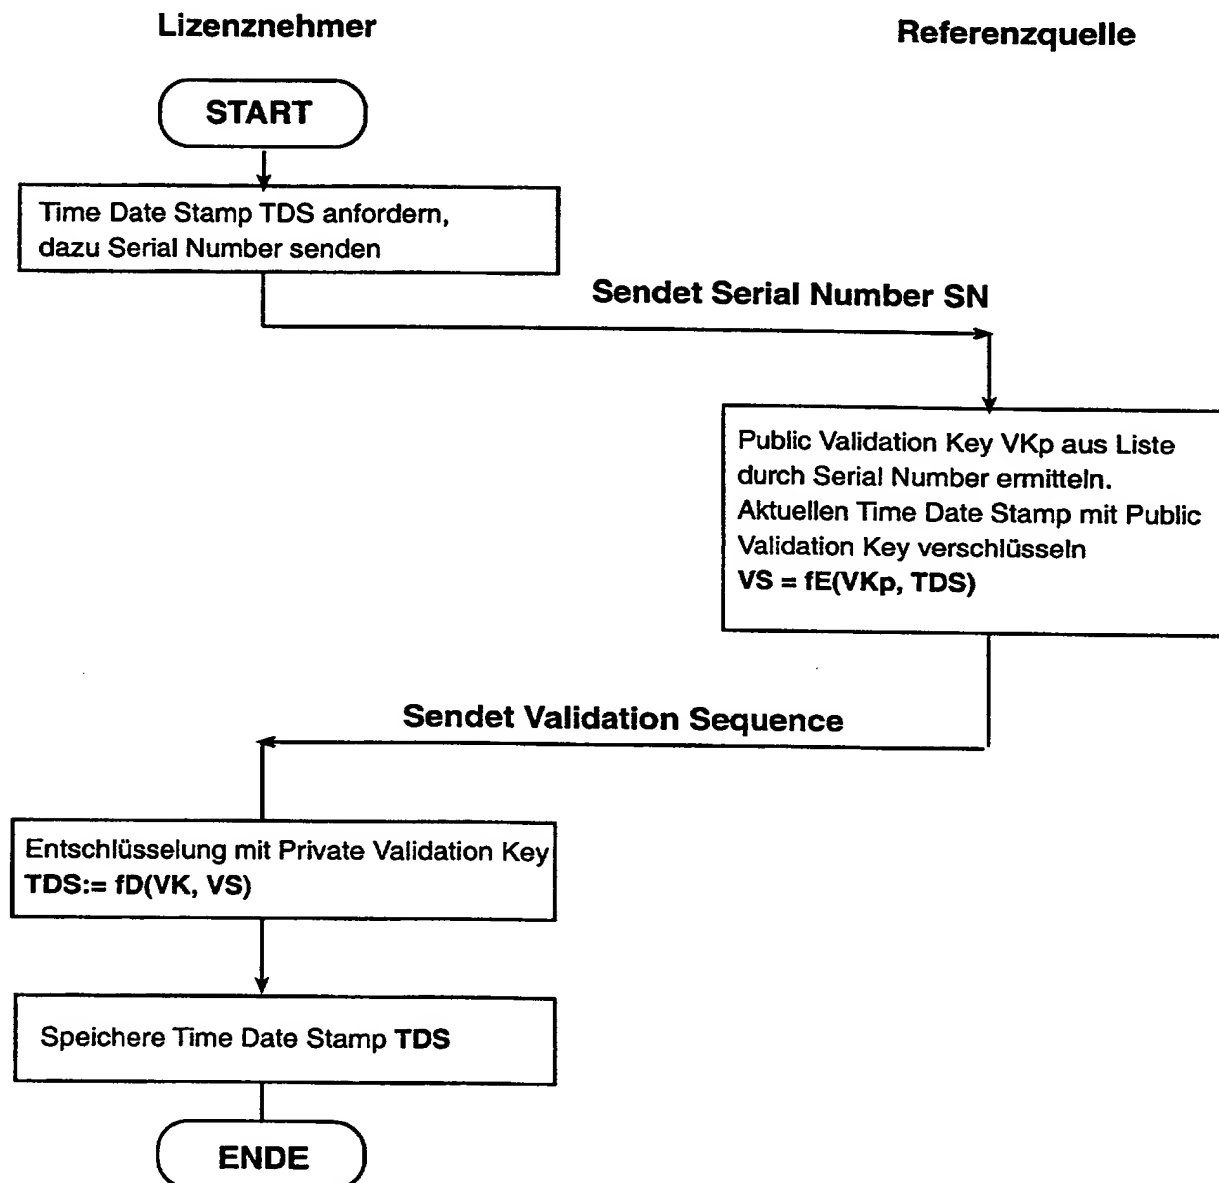 Lizenznehmer
Referenzquelle
START
Time Date Stamp TDS anfordern,
dazu Serial Number senden
Sendet Serial Number SN
Public Validation Key VKp aus Liste
durch Serial Number ermitteln.
Aktuellen Time Date Stamp mit Public
Validation Key verschlüsseln
VS = fE(VKp, TDS)
Sendet Validation Sequence
Entschlüsselung mit Private Validation Key
TDS:= fD(VK, VS)
Speichere Time Date Stamp TDS
ENDE